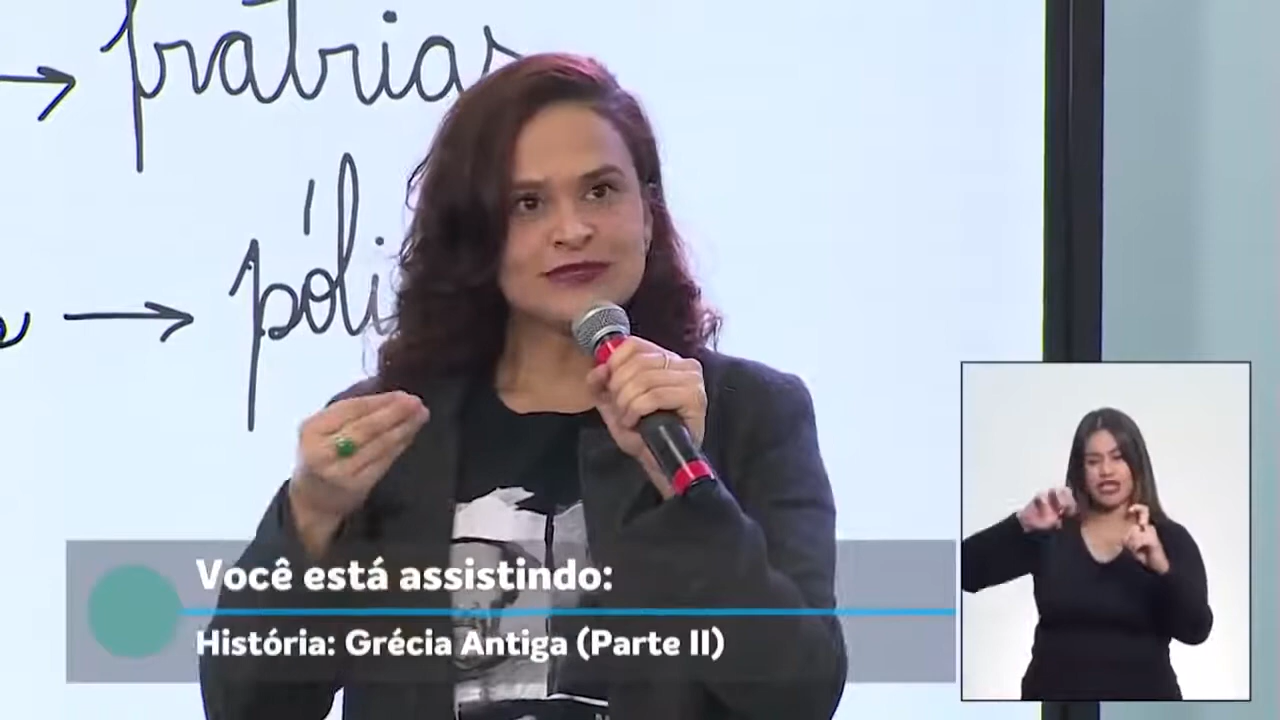 → fratrias
→ póli
Você está assistindo:
História: Grécia Antiga (Parte II)